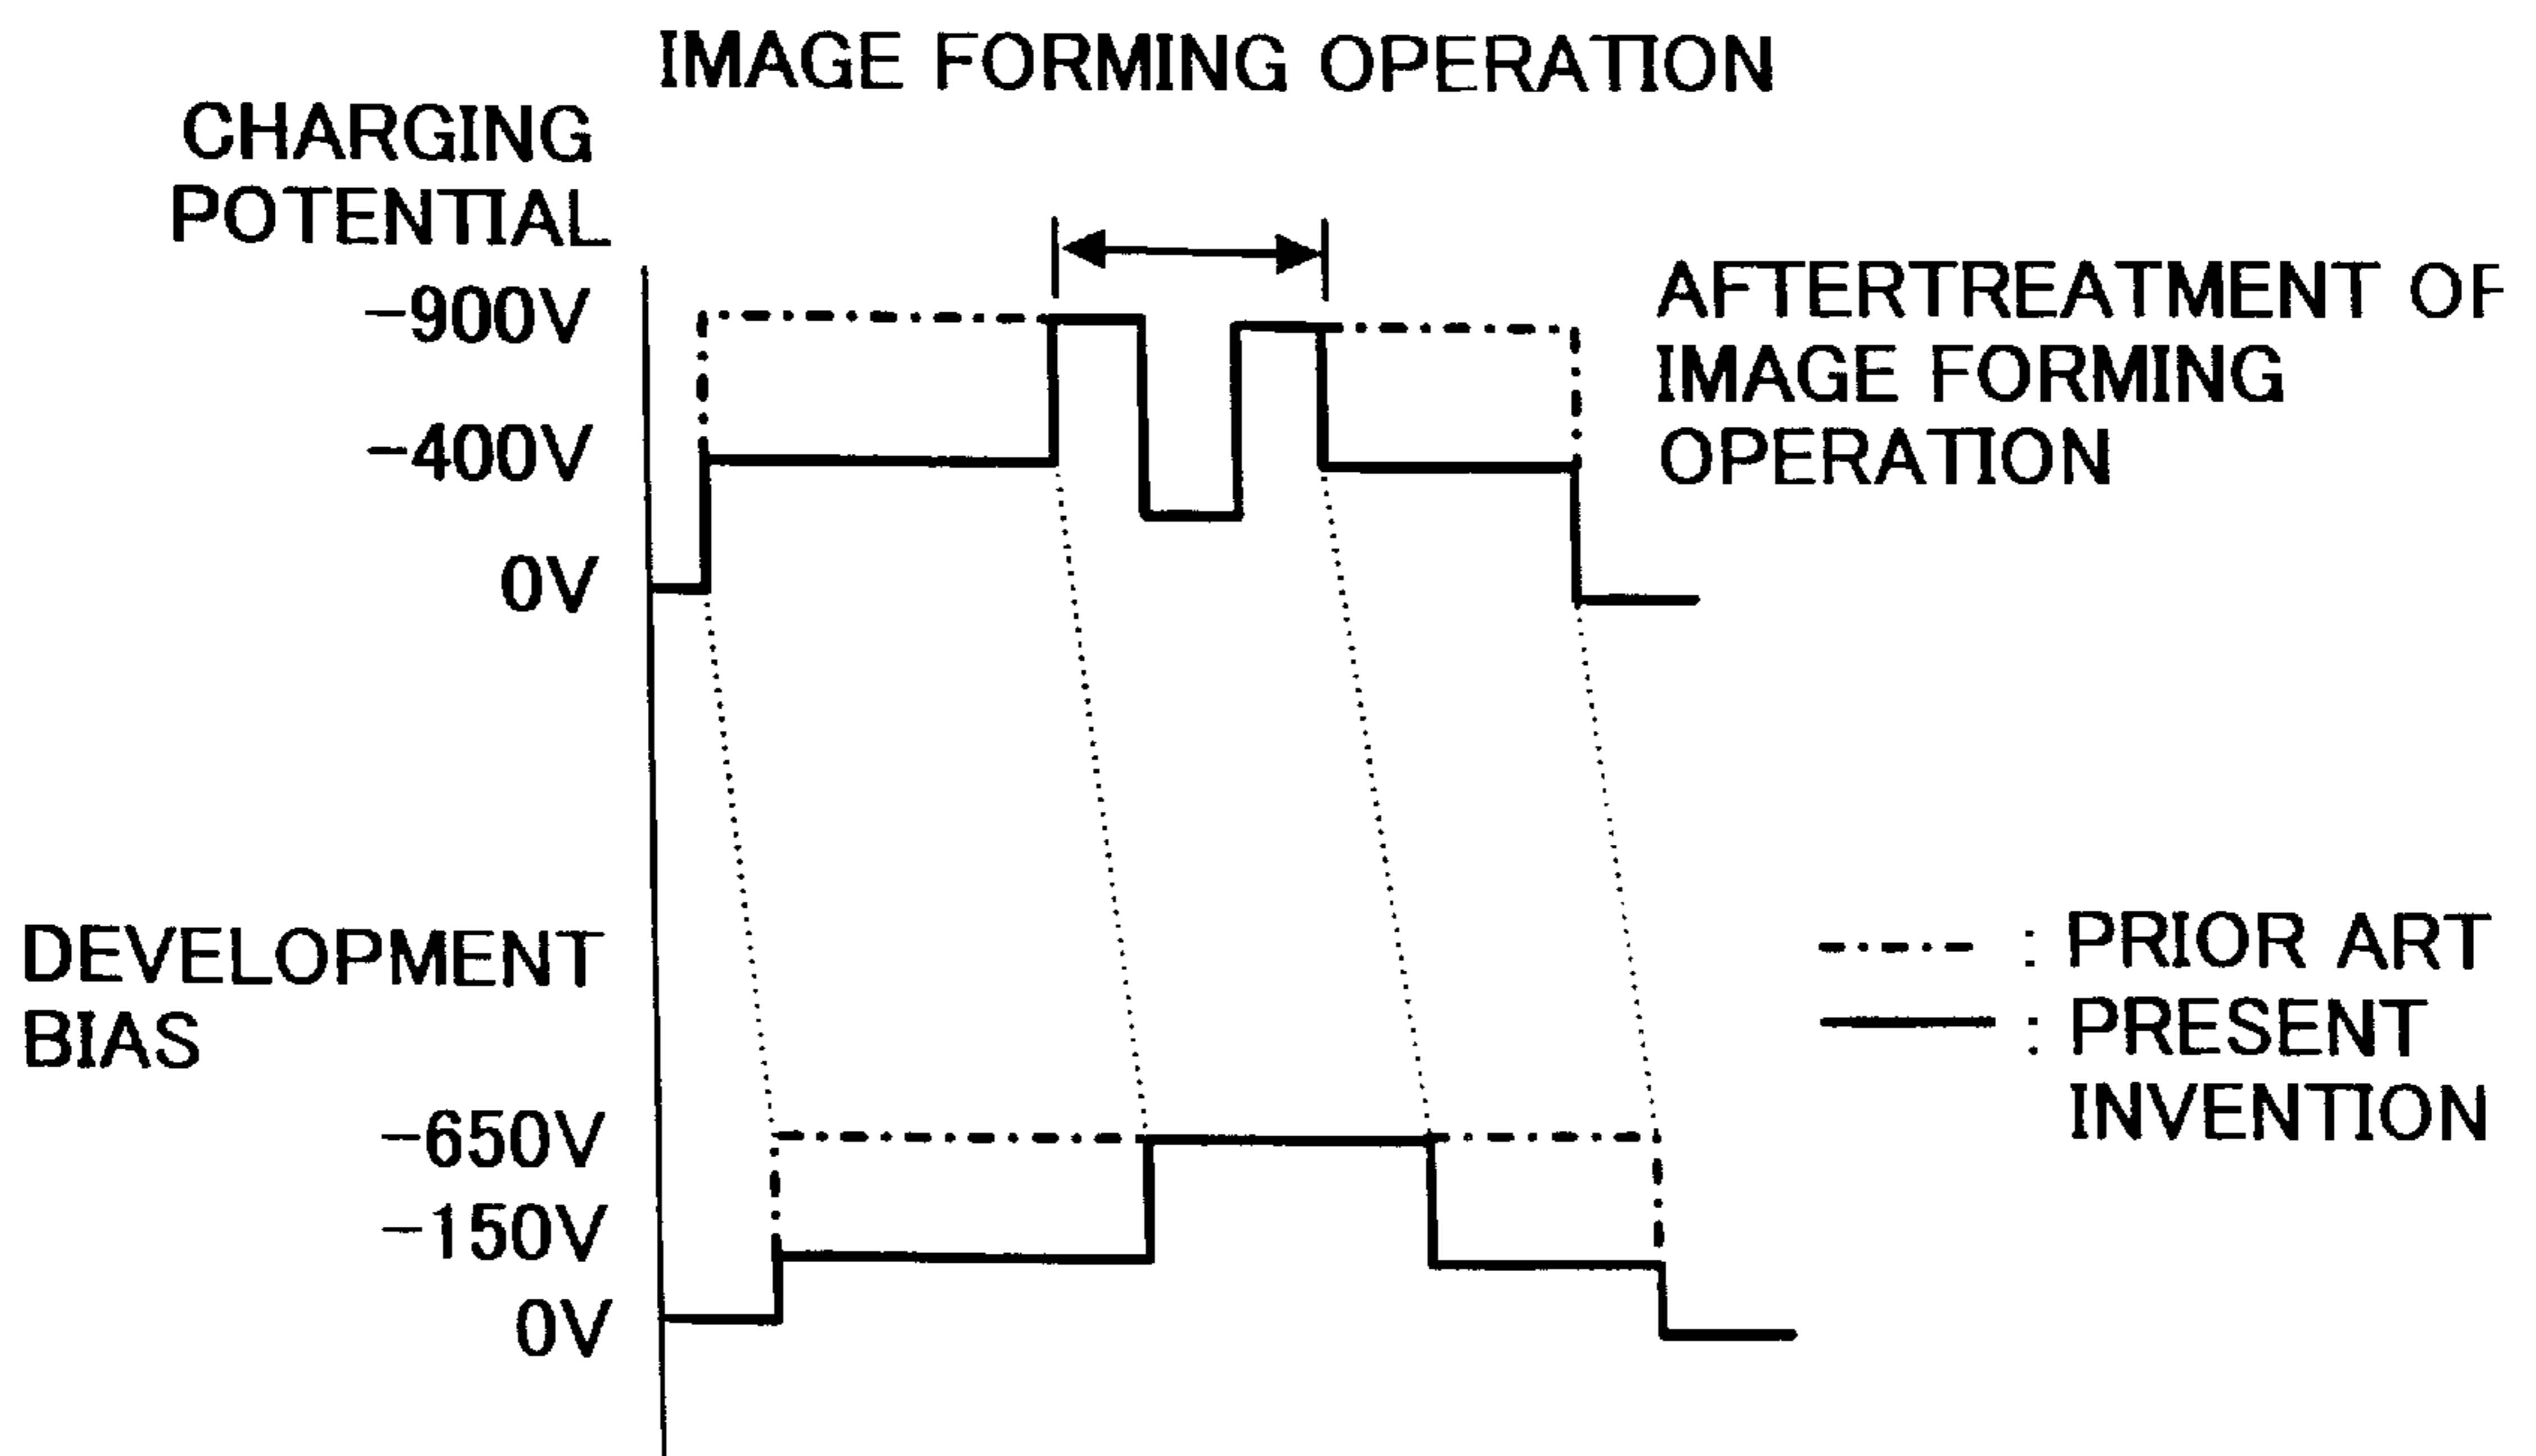 IMAGE FORMING OPERATION
CHARGING
POTENTIAL
-900V
-400V
0V
AFTERTREATMENT OF
IMAGE FORMING
OPERATION
DEVELOPMENT
BIAS
-650V
-150V
0V
: PRIOR ART
: PRESENT
INVENTION